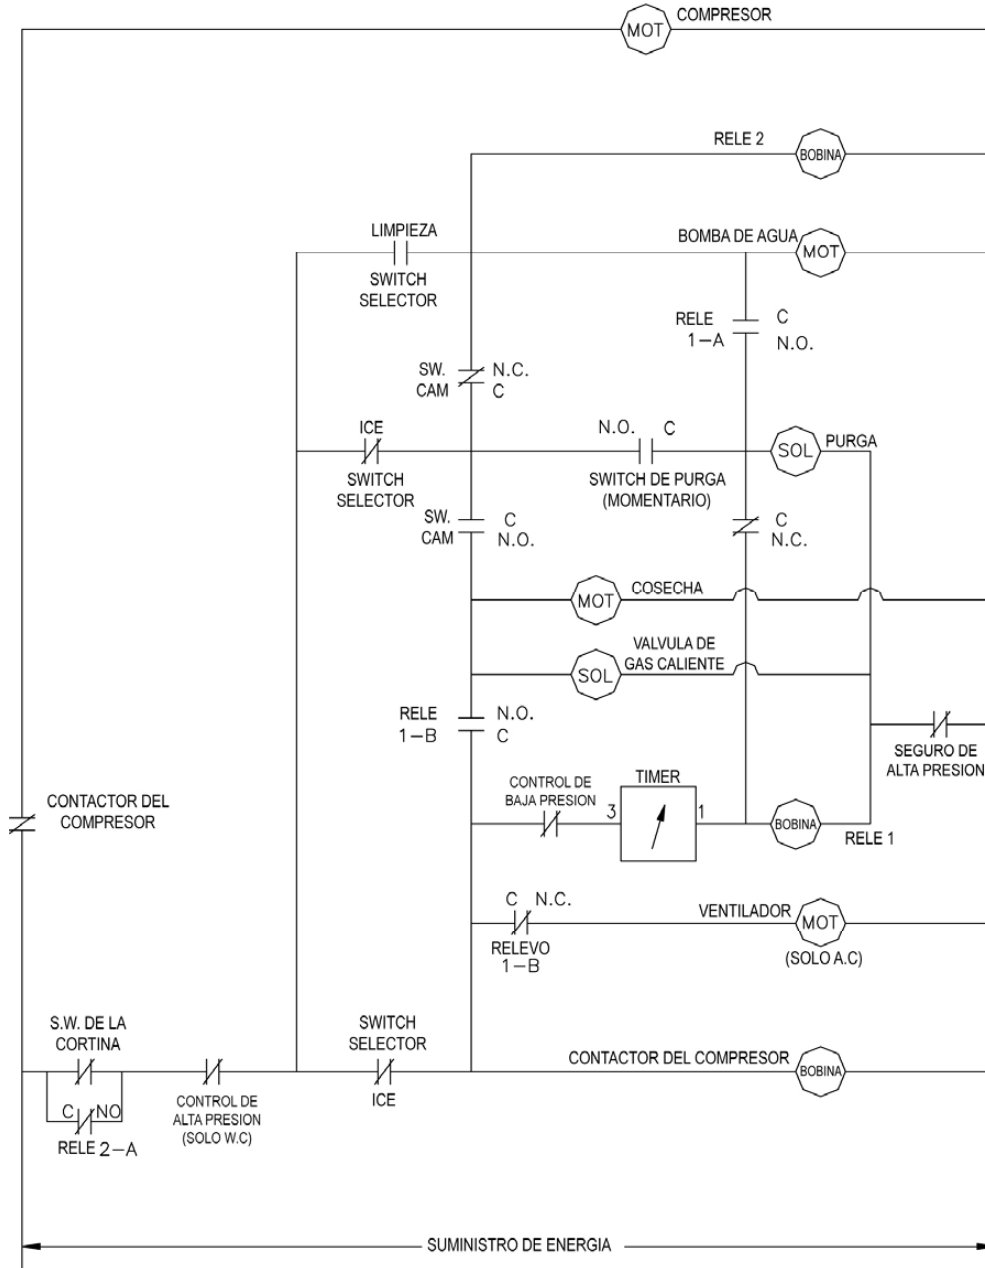 COMPRESOR
MOT
RELE 2
BOBINA
LIMPIEZA
SWITCH
SELECTOR
BOMBA DE AGUA
MOT
RELE
1-A
C
N.O.
SW.
CAM
N.C.
C
ICE
SWITCH
SELECTOR
N.O.
C
SWITCH DE PURGA
(MOMENTARIO)
SOL
PURGA
SW.
CAM
C
N.O.
C
N.C.
MOT
COSECHA
SOL
VALVULA DE
GAS CALIENTE
RELE
1-B
N.O.
C
SEGURO DE
ALTA PRESION
CONTACTOR DEL
COMPRESOR
CONTROL DE
BAJA PRESION
TIMER
3
1
BOBINA
RELE 1
C
N.C.
RELEVO
1-B
VENTILADOR
MOT
(SOLO A.C)
S.W. DE LA
CORTINA
C
NO
RELE 2-A
CONTROL DE
ALTA PRESION
(SOLO W.C)
SWITCH
SELECTOR
ICE
CONTACTOR DEL COMPRESOR
BOBINA
SUMINISTRO DE ENERGIA